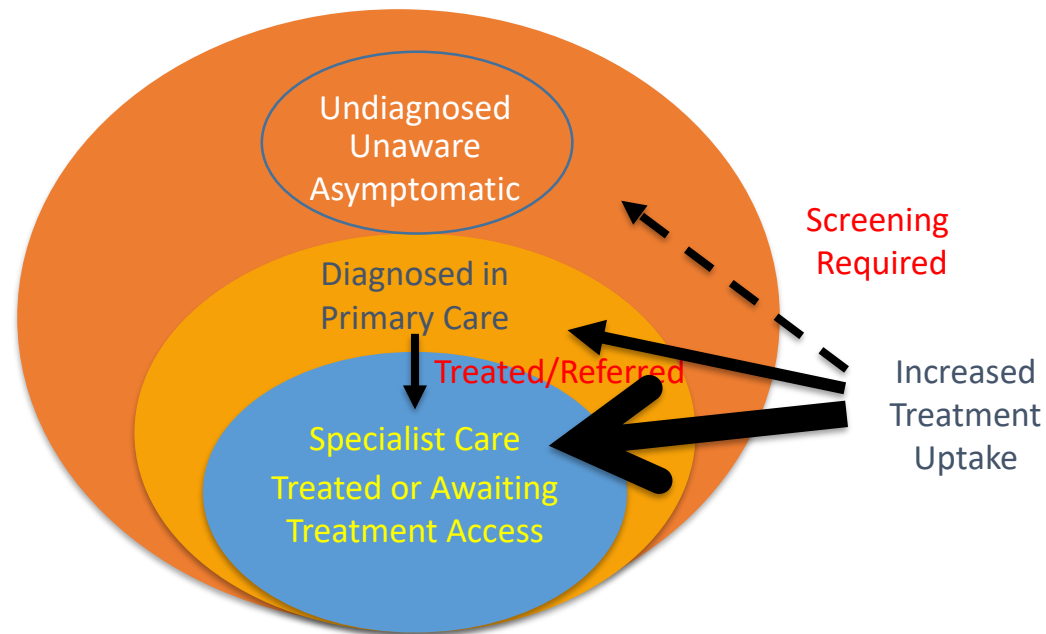 Undiagnosed
Unaware
Asymptomatic
Screening
Required
Diagnosed in
Primary Care
Treated/Referred
Increased
Treatment
Uptake
Specialist Care
Treated or Awaiting
Treatment Access